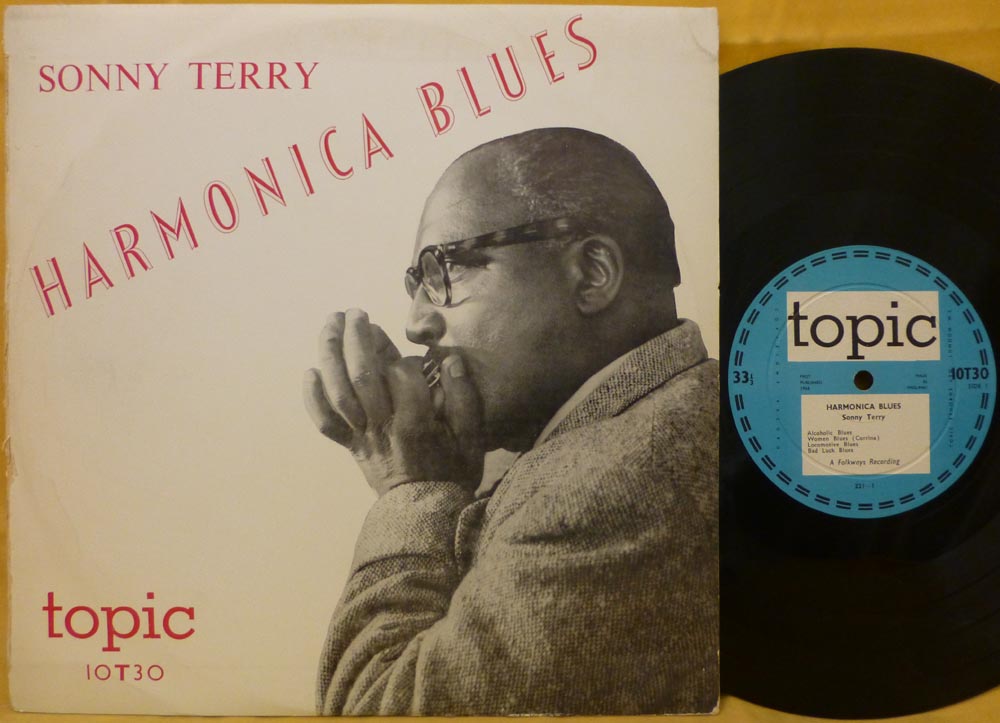 SONNY TERRY
HARMONICA BLUES
topic
10T30
topic
33⅓
10T30
FIRST
PUBLISHED
MADE
IN
ENGLAND
SIDE 1
HARMONICA BLUES
Sonny Terry
Alcoholic Blues
Women Blues (Corrina)
Locomotive Blues
Bad Luck Blues
A Folkways Recording